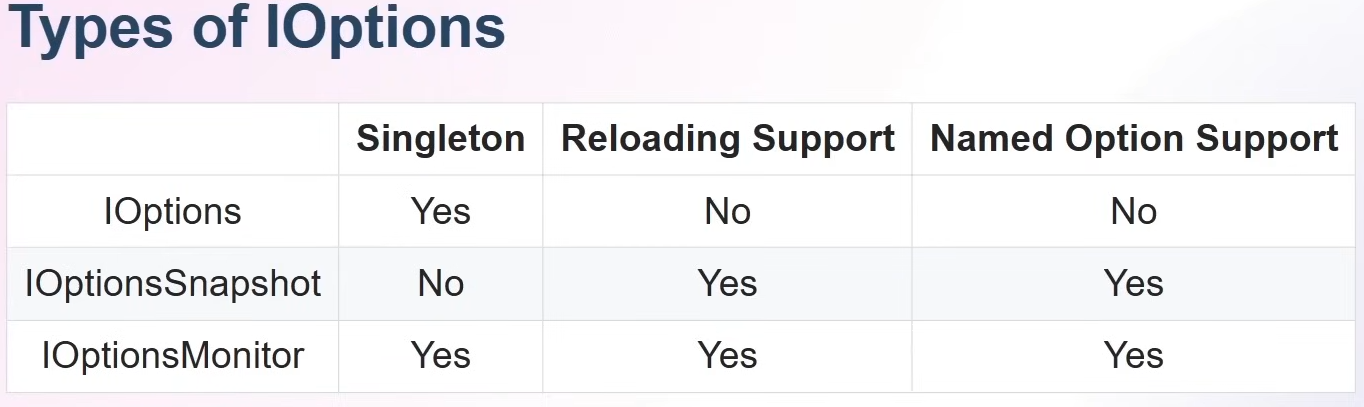 Types of IOptions
Singleton Reloading Support Named Option Support
IOptions Yes No No
IOptionsSnapshot No Yes Yes
IOptionsMonitor Yes Yes Yes